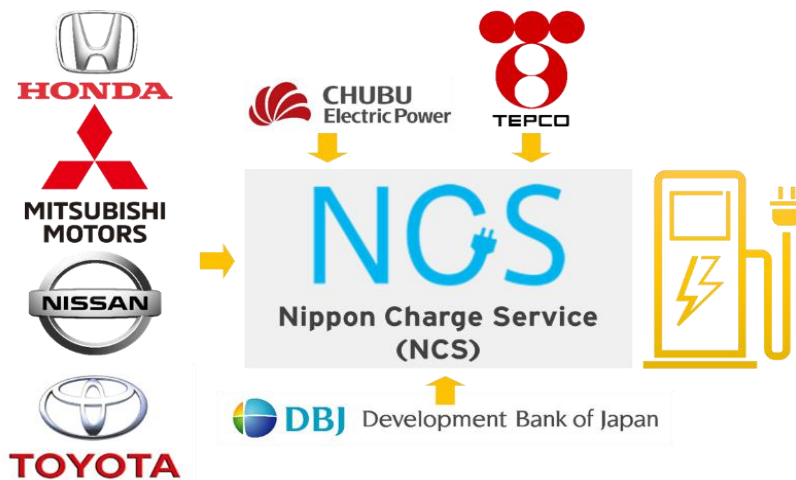 HONDA
MITSUBISHI
MOTORS
NISSAN
TOYOTA
CHUBU
Electric Power
TEPCO
NCS
Nippon Charge Service
(NCS)
DBJ Development Bank of Japan